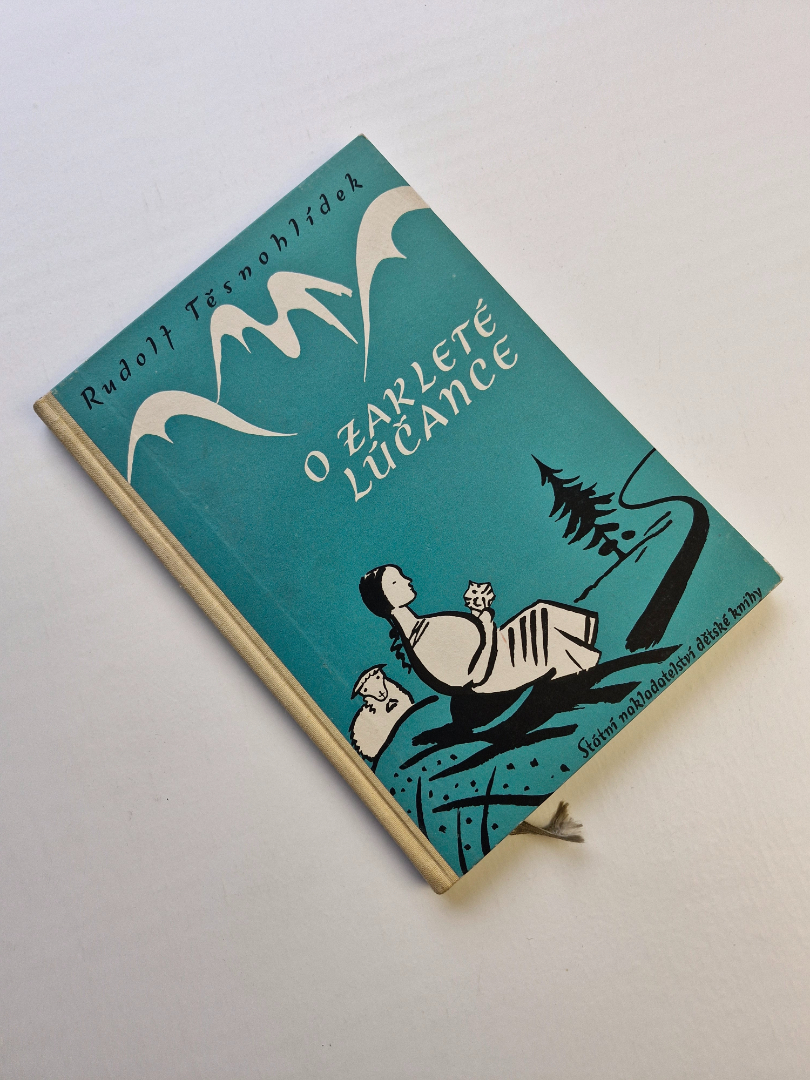 Rudolf Těsnohlídek
O ZAKLETÉ
LÚČANCE
Státní nakladatelství dětské knihy